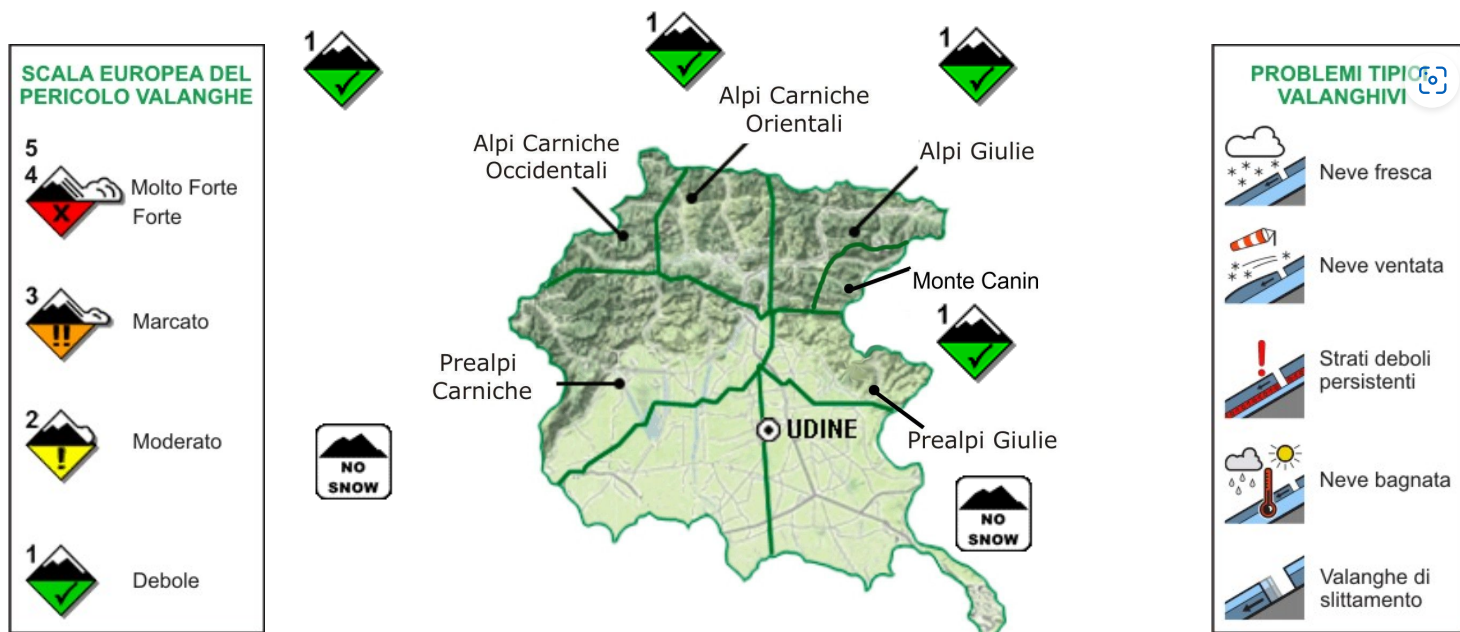 SCALA EUROPEA DEL
PERICOLO VALANGHE
5
4
Molto Forte
Forte
3
Marcato
2
Moderato
1
Debole
1
1
1
Alpi Carniche
Orientali
Alpi Carniche
Occidentali
Alpi Giulie
Monte Canin
1
Prealpi
Carniche
UDINE
Prealpi Giulie
NO
SNOW
NO
SNOW
PROBLEMI TIPICI
VALANGHIVI
Neve fresca
Neve ventata
Strati deboli
persistenti
Neve bagnata
Valanghe di
slittamento